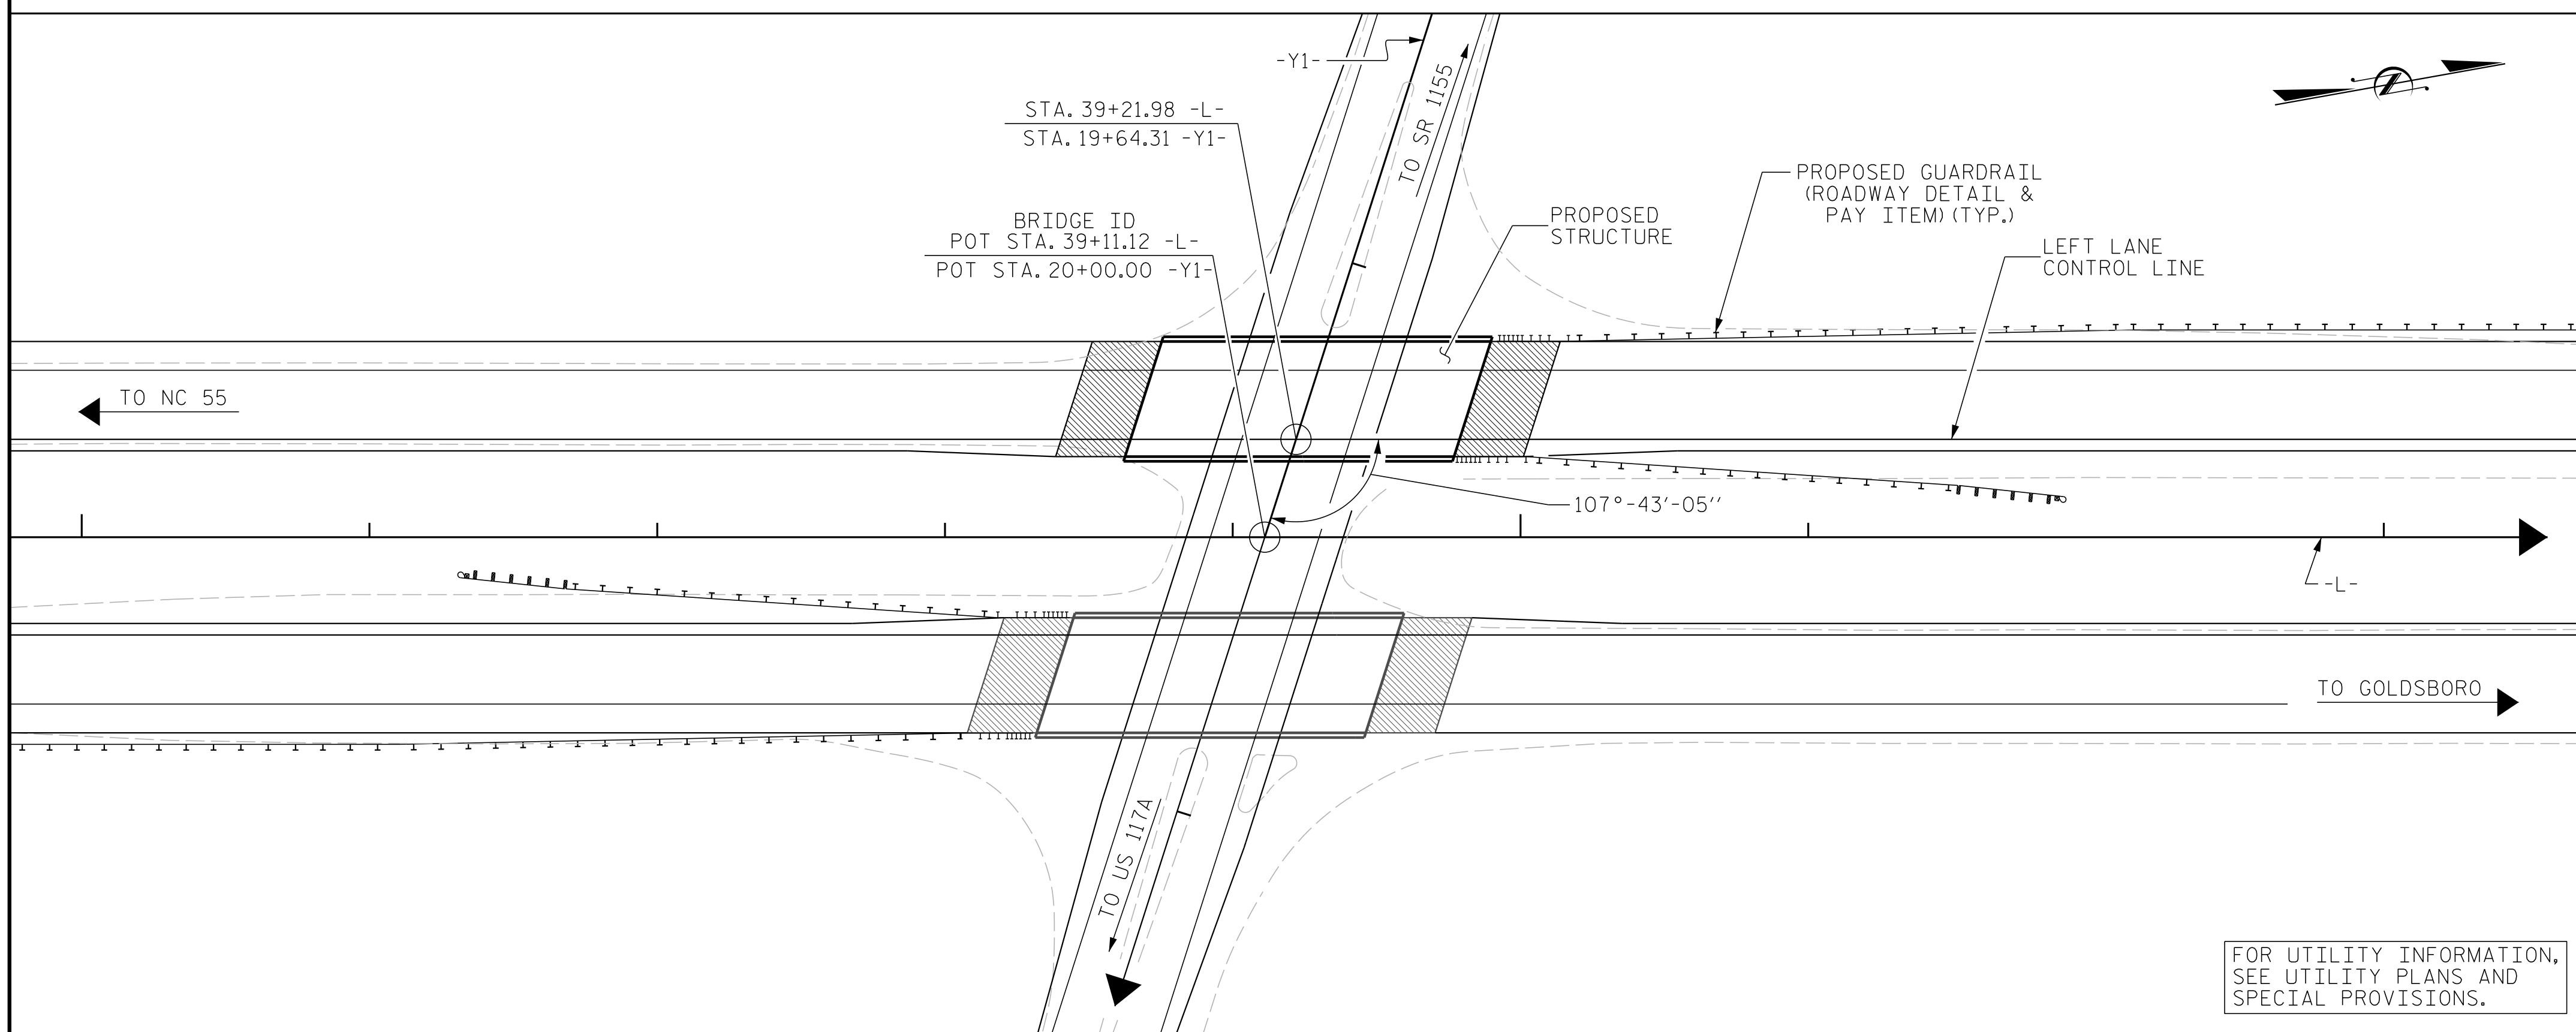 -Y1-
TO SR 1155
STA. 39+21.98 -L-
STA. 19+64.31 -Y1-
BRIDGE ID
POT STA. 39+11.12 -L-
POT STA. 20+00.00 -Y1-
PROPOSED
STRUCTURE
PROPOSED GUARDRAIL
(ROADWAY DETAIL &
PAY ITEM) (TYP.)
LEFT LANE
CONTROL LINE
TO NC 55
107°-43'-05''
-L-
TO GOLDSBORO
TO US 117A
FOR UTILITY INFORMATION,
SEE UTILITY PLANS AND
SPECIAL PROVISIONS.